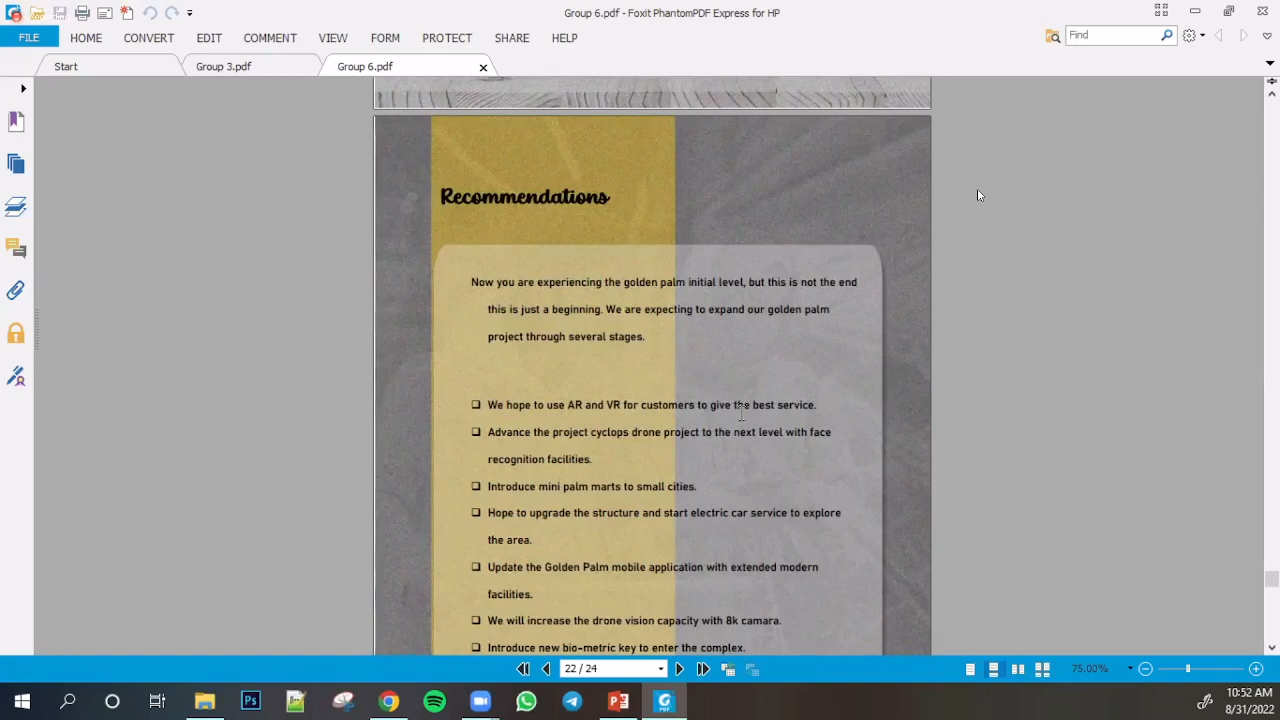 Group 6.pdf - Foxit PhantomPDF Express for HP
FILE HOME CONVERT EDIT COMMENT VIEW FORM PROTECT SHARE HELP
Find
Start Group 3.pdf Group 6.pdf
Recommendations
Now you are experiencing the golden palm initial level, but this is not the end
this is just a beginning. We are expecting to expand our golden palm
project through several stages.
We hope to use AR and VR for customers to give the best service.
Advance the project cyclops drone project to the next level with face
recognition facilities.
Introduce mini palm marts to small cities.
Hope to upgrade the structure and start electric car service to explore
the area.
Update the Golden Palm mobile application with extended modern
facilities.
We will increase the drone vision capacity with 8k camara.
Introduce new bio-metric key to enter the complex.
22 / 24
75.00%
10:52 AM
8/31/2022